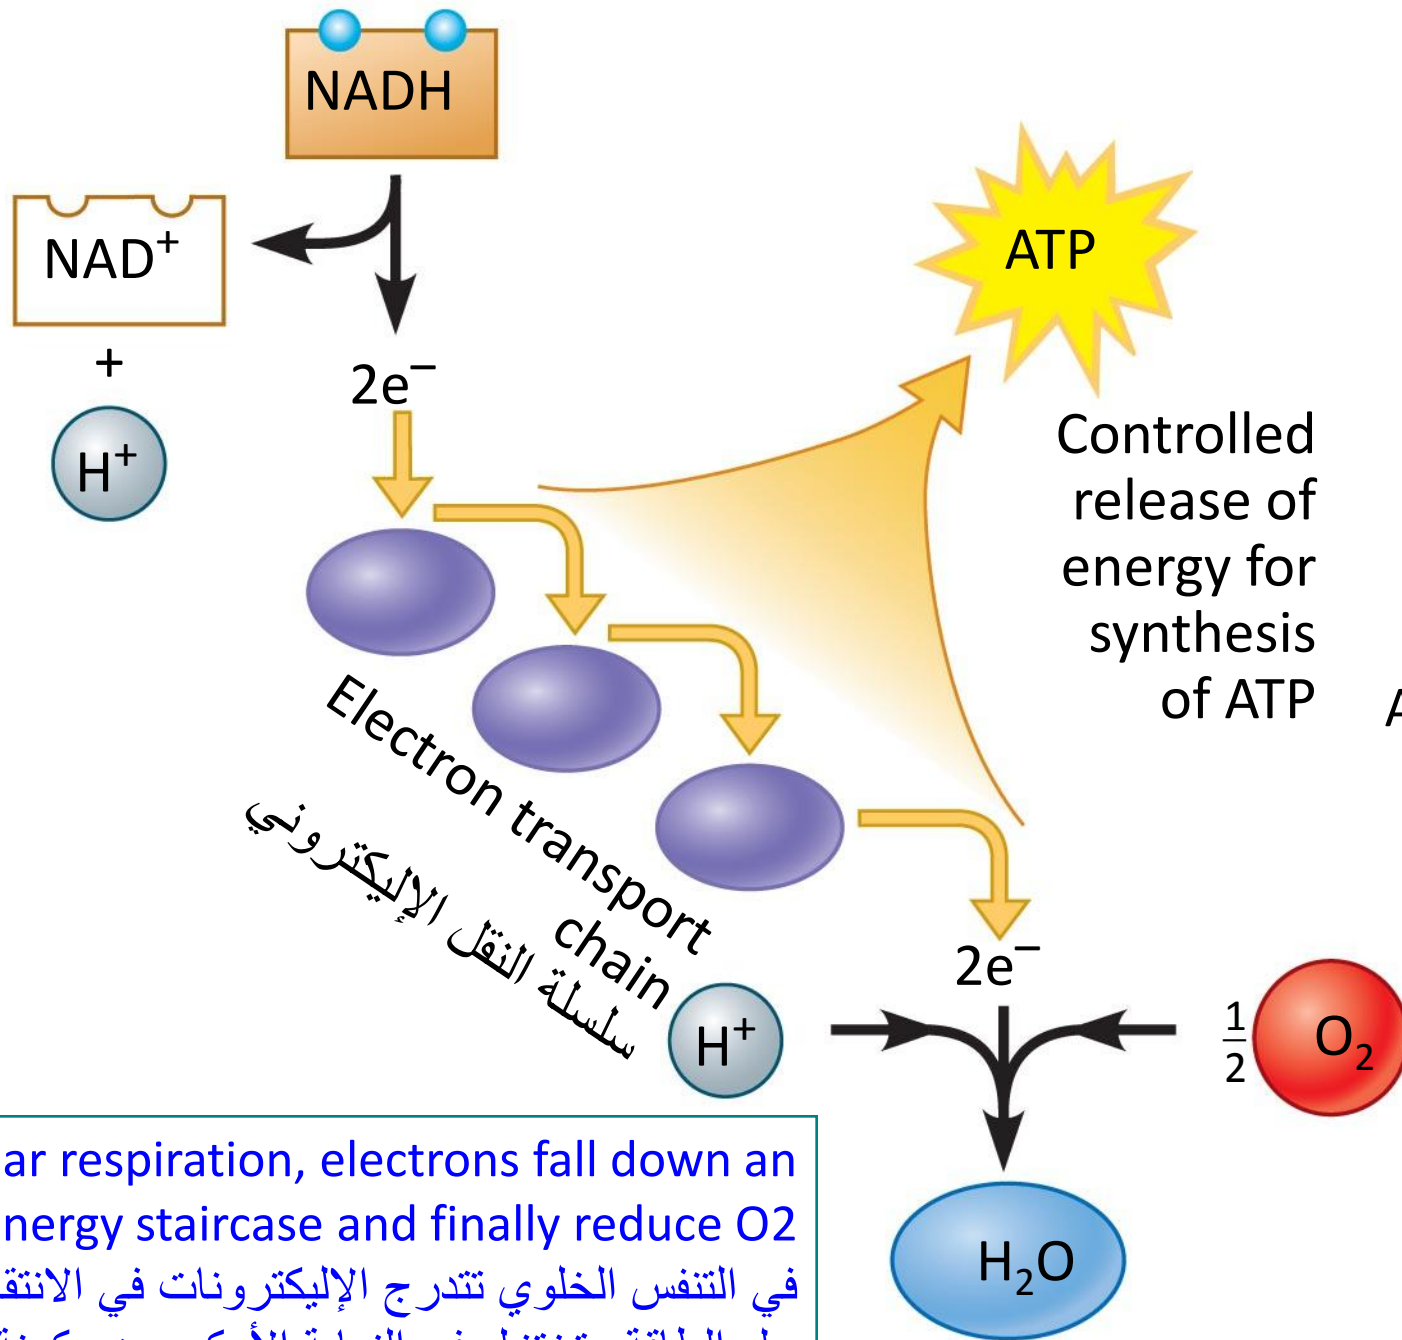 NADH
NAD⁺
+
H⁺
2e⁻
ATP
Controlled
release of
energy for
synthesis
of ATP
A
Electron transport
chain
سلسلة النقل الإليكتروني
2e⁻
H⁺
1/2
O₂
H₂O
ar respiration, electrons fall down an
nergy staircase and finally reduce O2
في التنفس الخلوي تتدرج الإليكترونات في الانتق